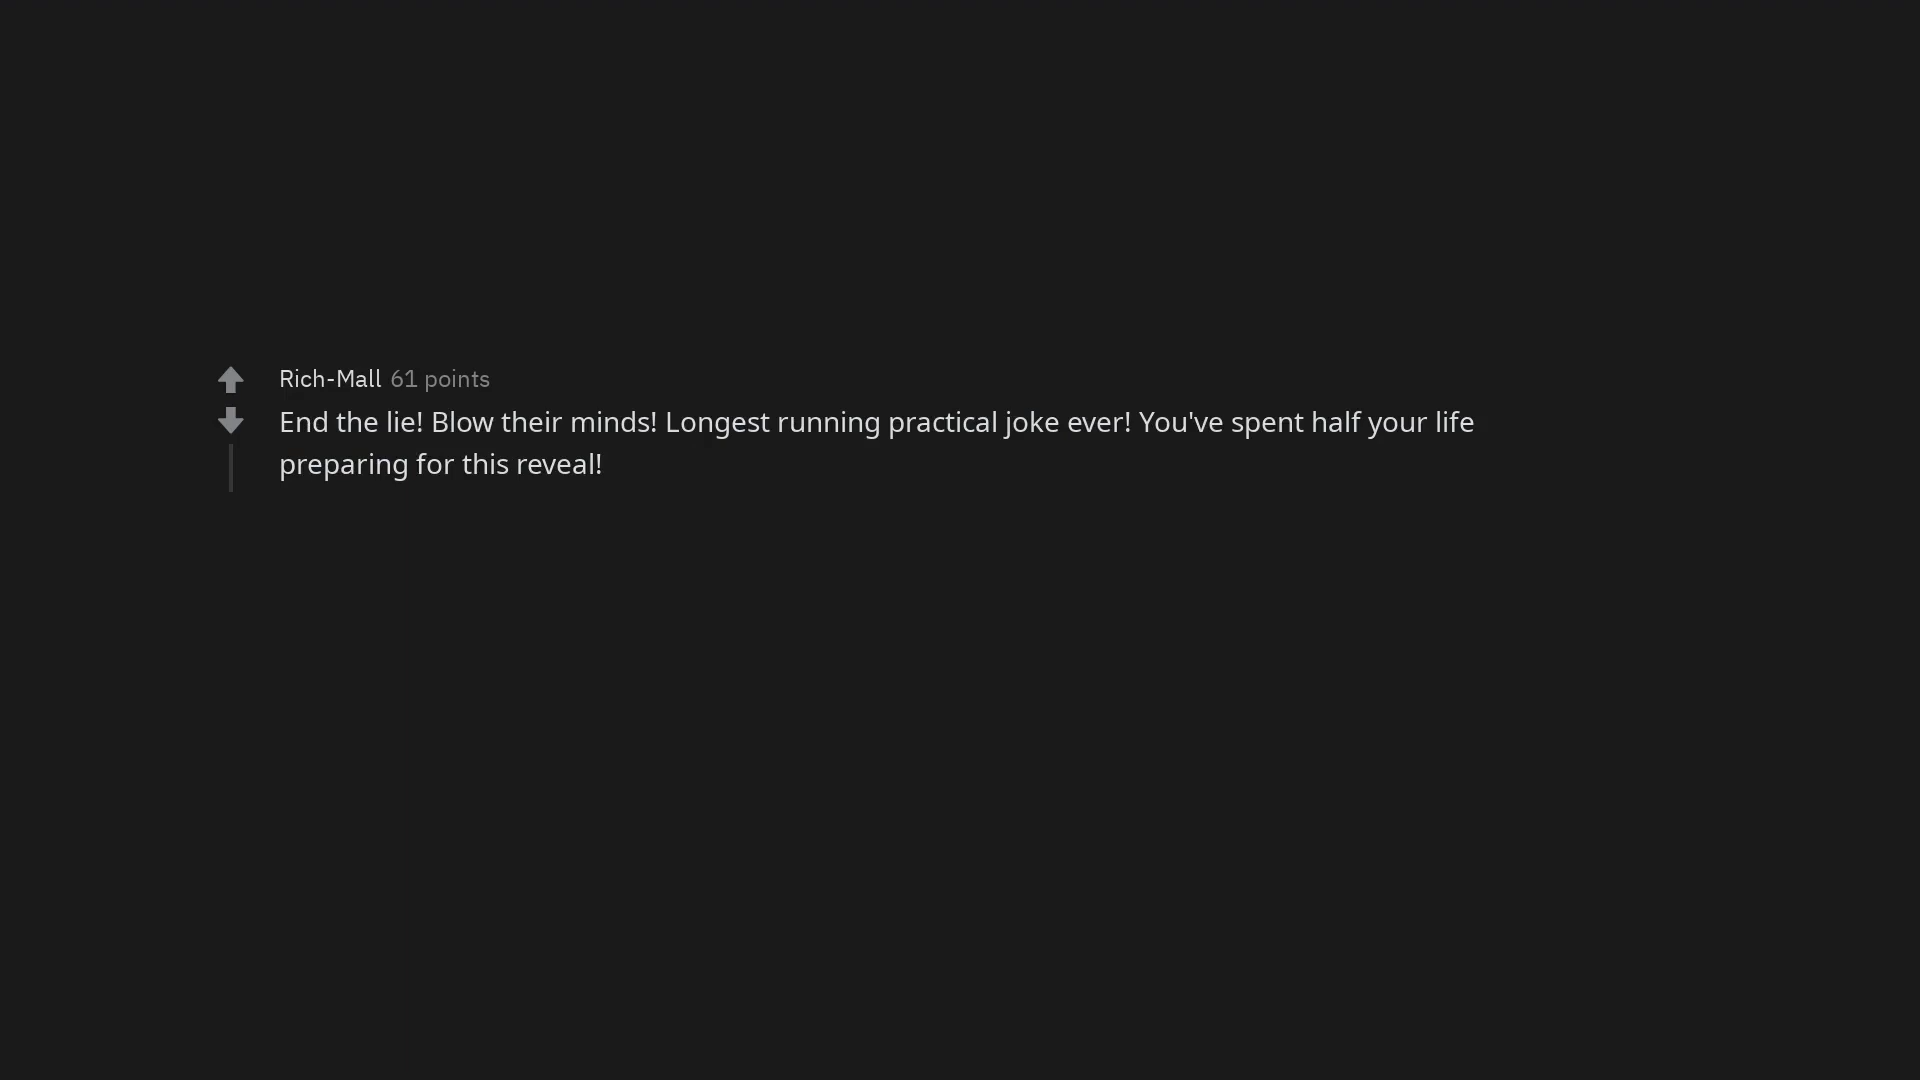 Rich-Mall 61 points
End the lie! Blow their minds! Longest running practical joke ever! You've spent half your life
preparing for this reveal!